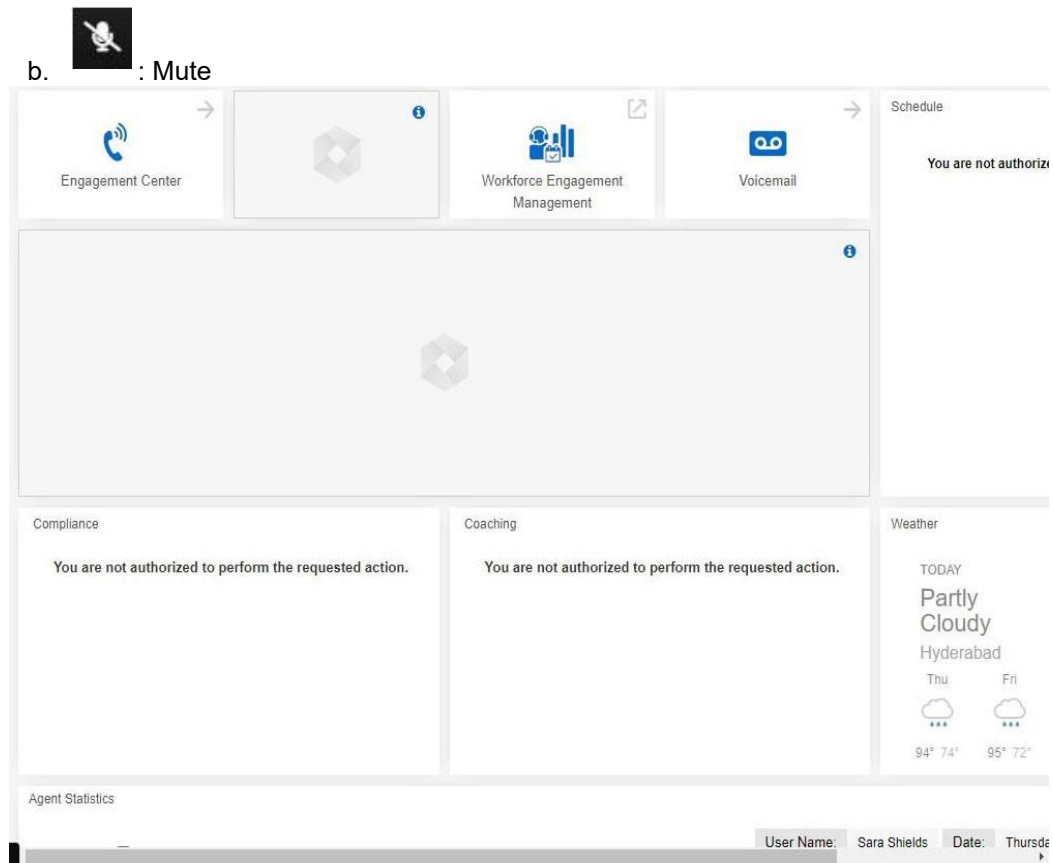 b. : Mute
Engagement Center
Workforce Engagement
Management
Voicemail
Schedule
You are not authorize
Compliance
You are not authorized to perform the requested action.
Coaching
You are not authorized to perform the requested action.
Weather
TODAY
Partly
Cloudy
Hyderabad
Thu Fri
94° 74° 95° 72°
Agent Statistics
User Name: Sara Shields Date: Thursda